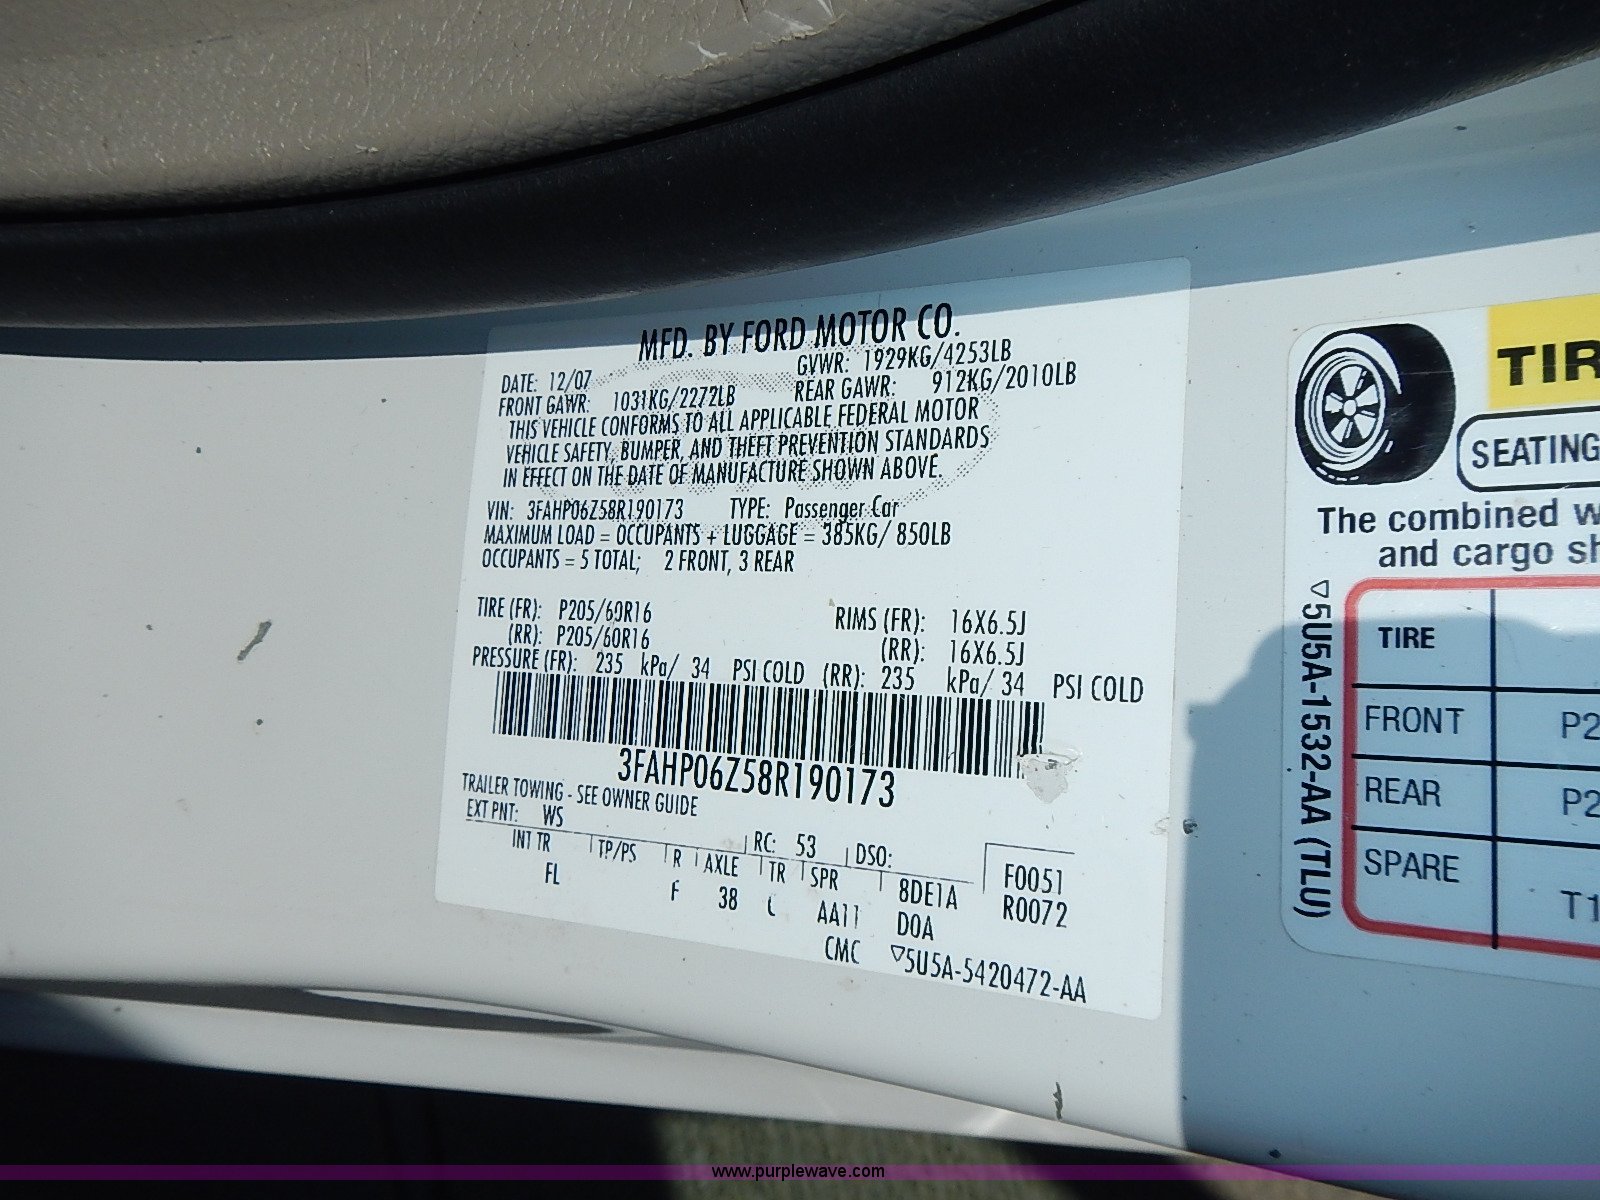 MFD. BY FORD MOTOR CO.
DATE: 12/07 GVWR: 1929KG/4253LB
FRONT GAWR: 1031KG/2272LB REAR GAWR: 912KG/2010LB
THIS VEHICLE CONFORMS TO ALL APPLICABLE FEDERAL MOTOR
VEHICLE SAFETY, BUMPER, AND THEFT PREVENTION STANDARDS
IN EFFECT ON THE DATE OF MANUFACTURE SHOWN ABOVE.
VIN: 3FAHP06Z58R190173 TYPE: Passenger Car
MAXIMUM LOAD = OCCUPANTS + LUGGAGE = 385KG/ 850LB
OCCUPANTS = 5 TOTAL; 2 FRONT, 3 REAR
TIRE (FR): P205/60R16 RIMS (FR): 16X6.5J
(RR): P205/60R16 (RR): 16X6.5J
PRESSURE (FR): 235 kPa/ 34 PSI COLD (RR): 235 kPa/ 34 PSI COLD
3FAHP06Z58R190173
TRAILER TOWING - SEE OWNER GUIDE
EXT PNT: WS RC: 53 DSO:
INT TR TP/PS R AXLE TR SPR 8DE1A F0051
FL F 38 AA11 DOA R0072
CMC ▽5U5A-5420472-AA
TIR
SEATING
The combined w
and cargo sh
▽5U5A-1532-AA (TLU)
TIRE
FRONT P2
REAR P2
SPARE T1
www.purplewave.com